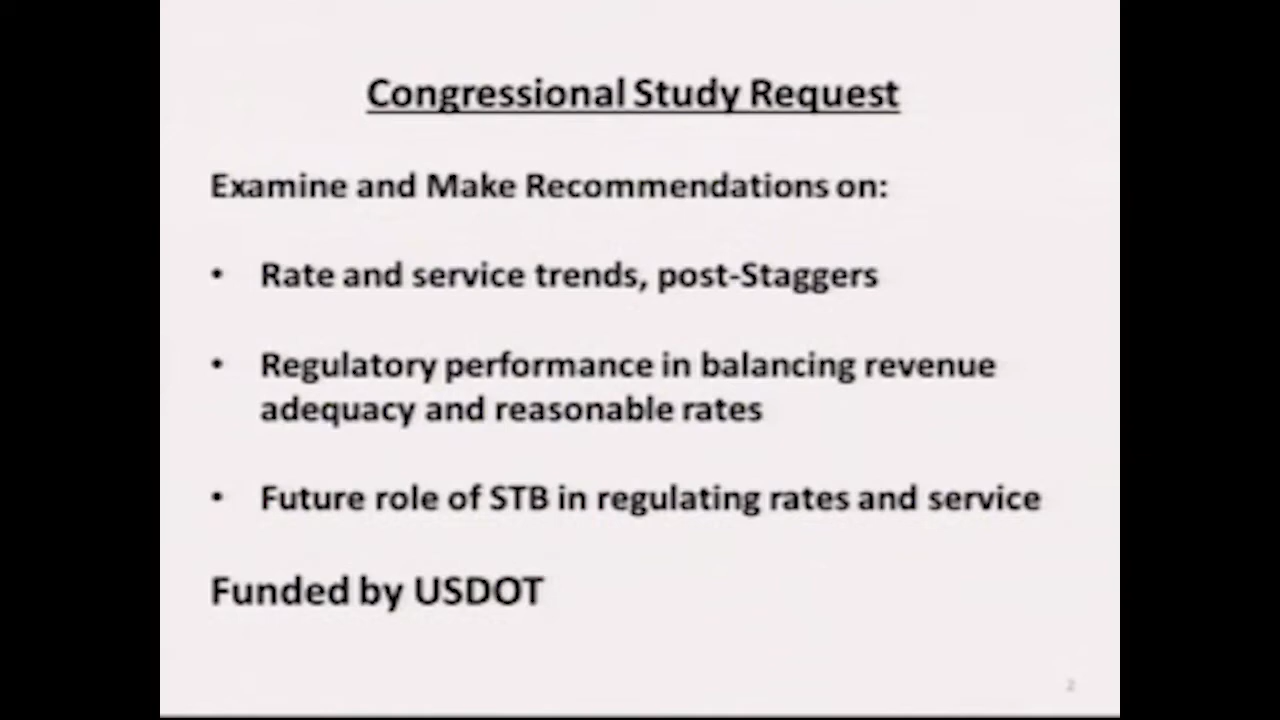 Congressional Study Request
Examine and Make Recommendations on:
• Rate and service trends, post-Staggers
• Regulatory performance in balancing revenue
adequacy and reasonable rates
• Future role of STB in regulating rates and service
Funded by USDOT
2